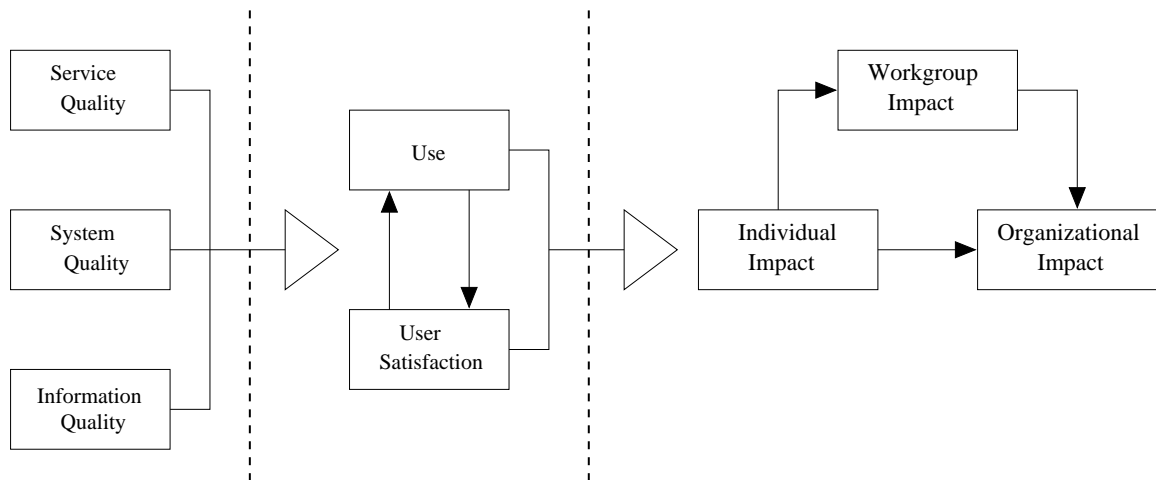 Service
Quality
System
Quality
Information
Quality
Use
User
Satisfaction
Workgroup
Impact
Individual
Impact
Organizational
Impact